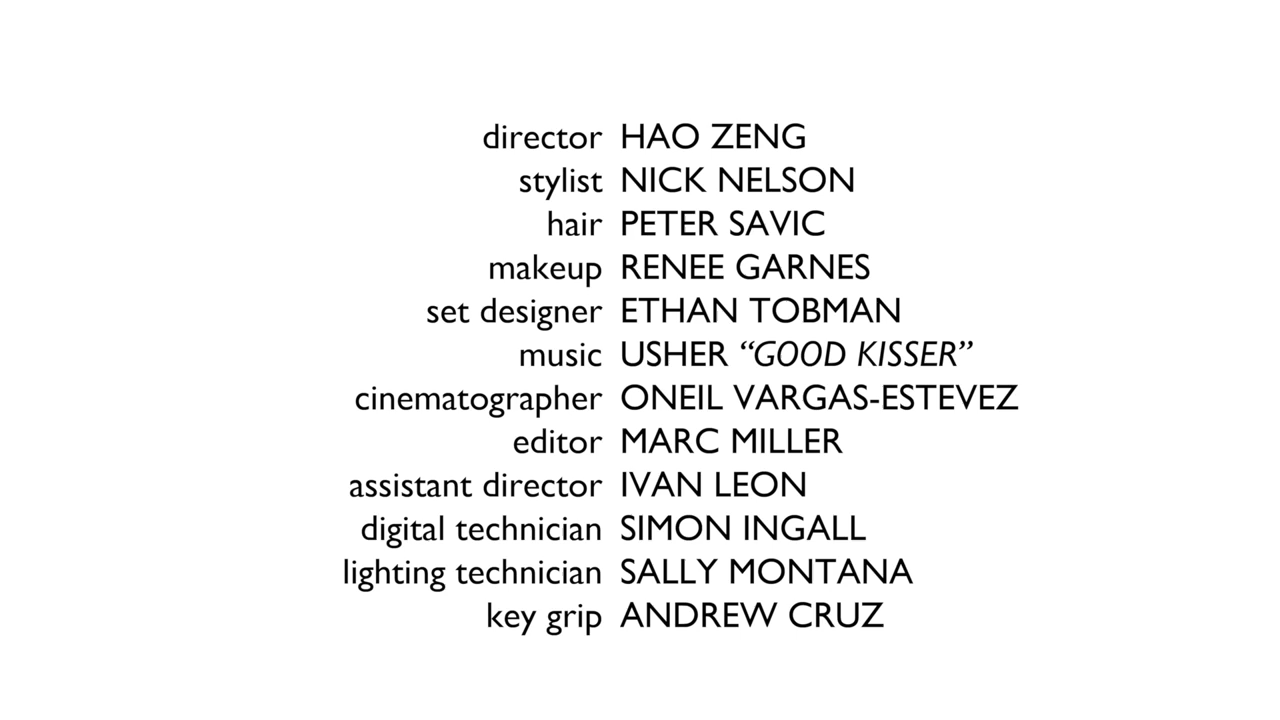 director HAO ZENG
stylist NICK NELSON
hair PETER SAVIC
makeup RENEE GARNES
set designer ETHAN TOBMAN
music USHER “GOOD KISSER”
cinematographer ONEIL VARGAS-ESTEVEZ
editor MARC MILLER
assistant director IVAN LEON
digital technician SIMON INGALL
lighting technician SALLY MONTANA
key grip ANDREW CRUZ